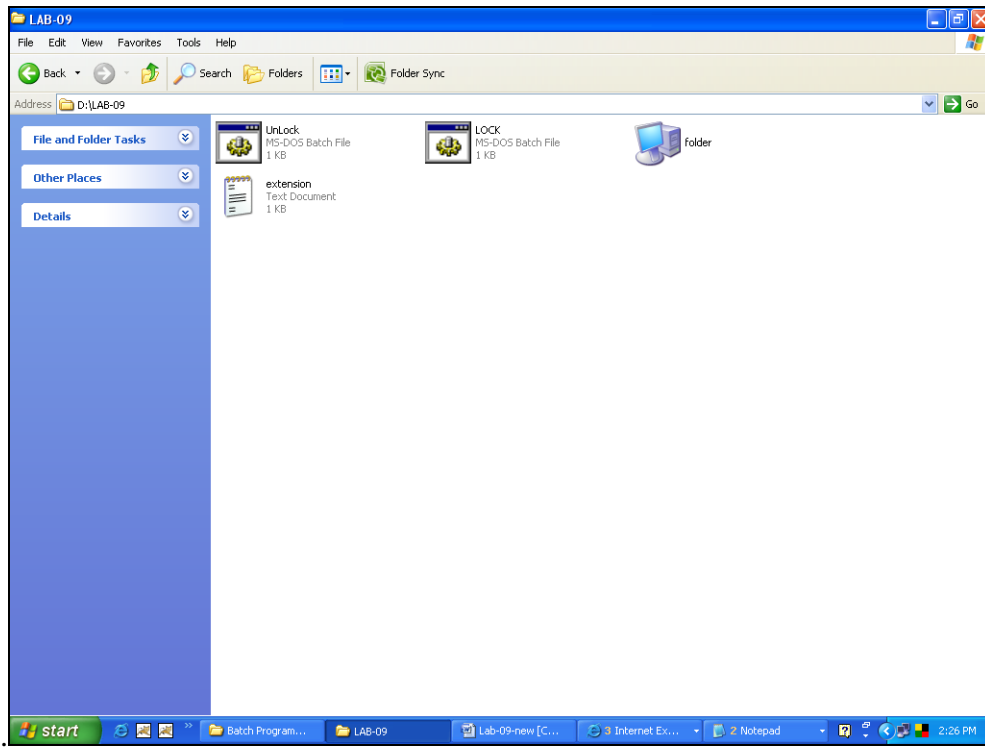 LAB-09
File Edit View Favorites Tools Help
Back Search Folders Folder Sync
Address D:\LAB-09 Go
File and Folder Tasks
Other Places
Details
UnLock
MS-DOS Batch File
1 KB
LOCK
MS-DOS Batch File
1 KB
folder
extension
Text Document
1 KB
start Batch Program... LAB-09 Lab-09-new [C... 3 Internet Ex... 2 Notepad 2:26 PM
.